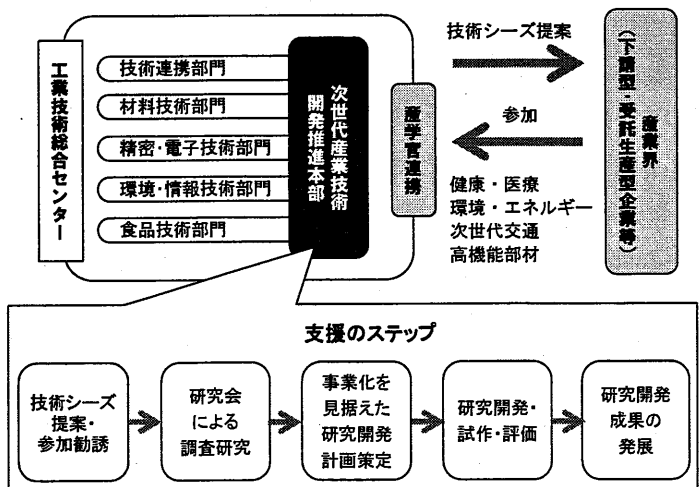 工業技術総合センター
技術連携部門
材料技術部門
精密・電子技術部門
環境・情報技術部門
食品技術部門
次世代産業技術
開発推進本部
産学官連携
技術シーズ提案
参加
健康・医療
環境・エネルギー
次世代交通
高機能部材
産業界
(下請型・受託生産型企業等)
支援のステップ
技術シーズ
提案・
参加勧誘
研究会
による
調査研究
事業化を
見据えた
研究開発
計画策定
研究開発・
試作・評価
研究開発
成果の
発展